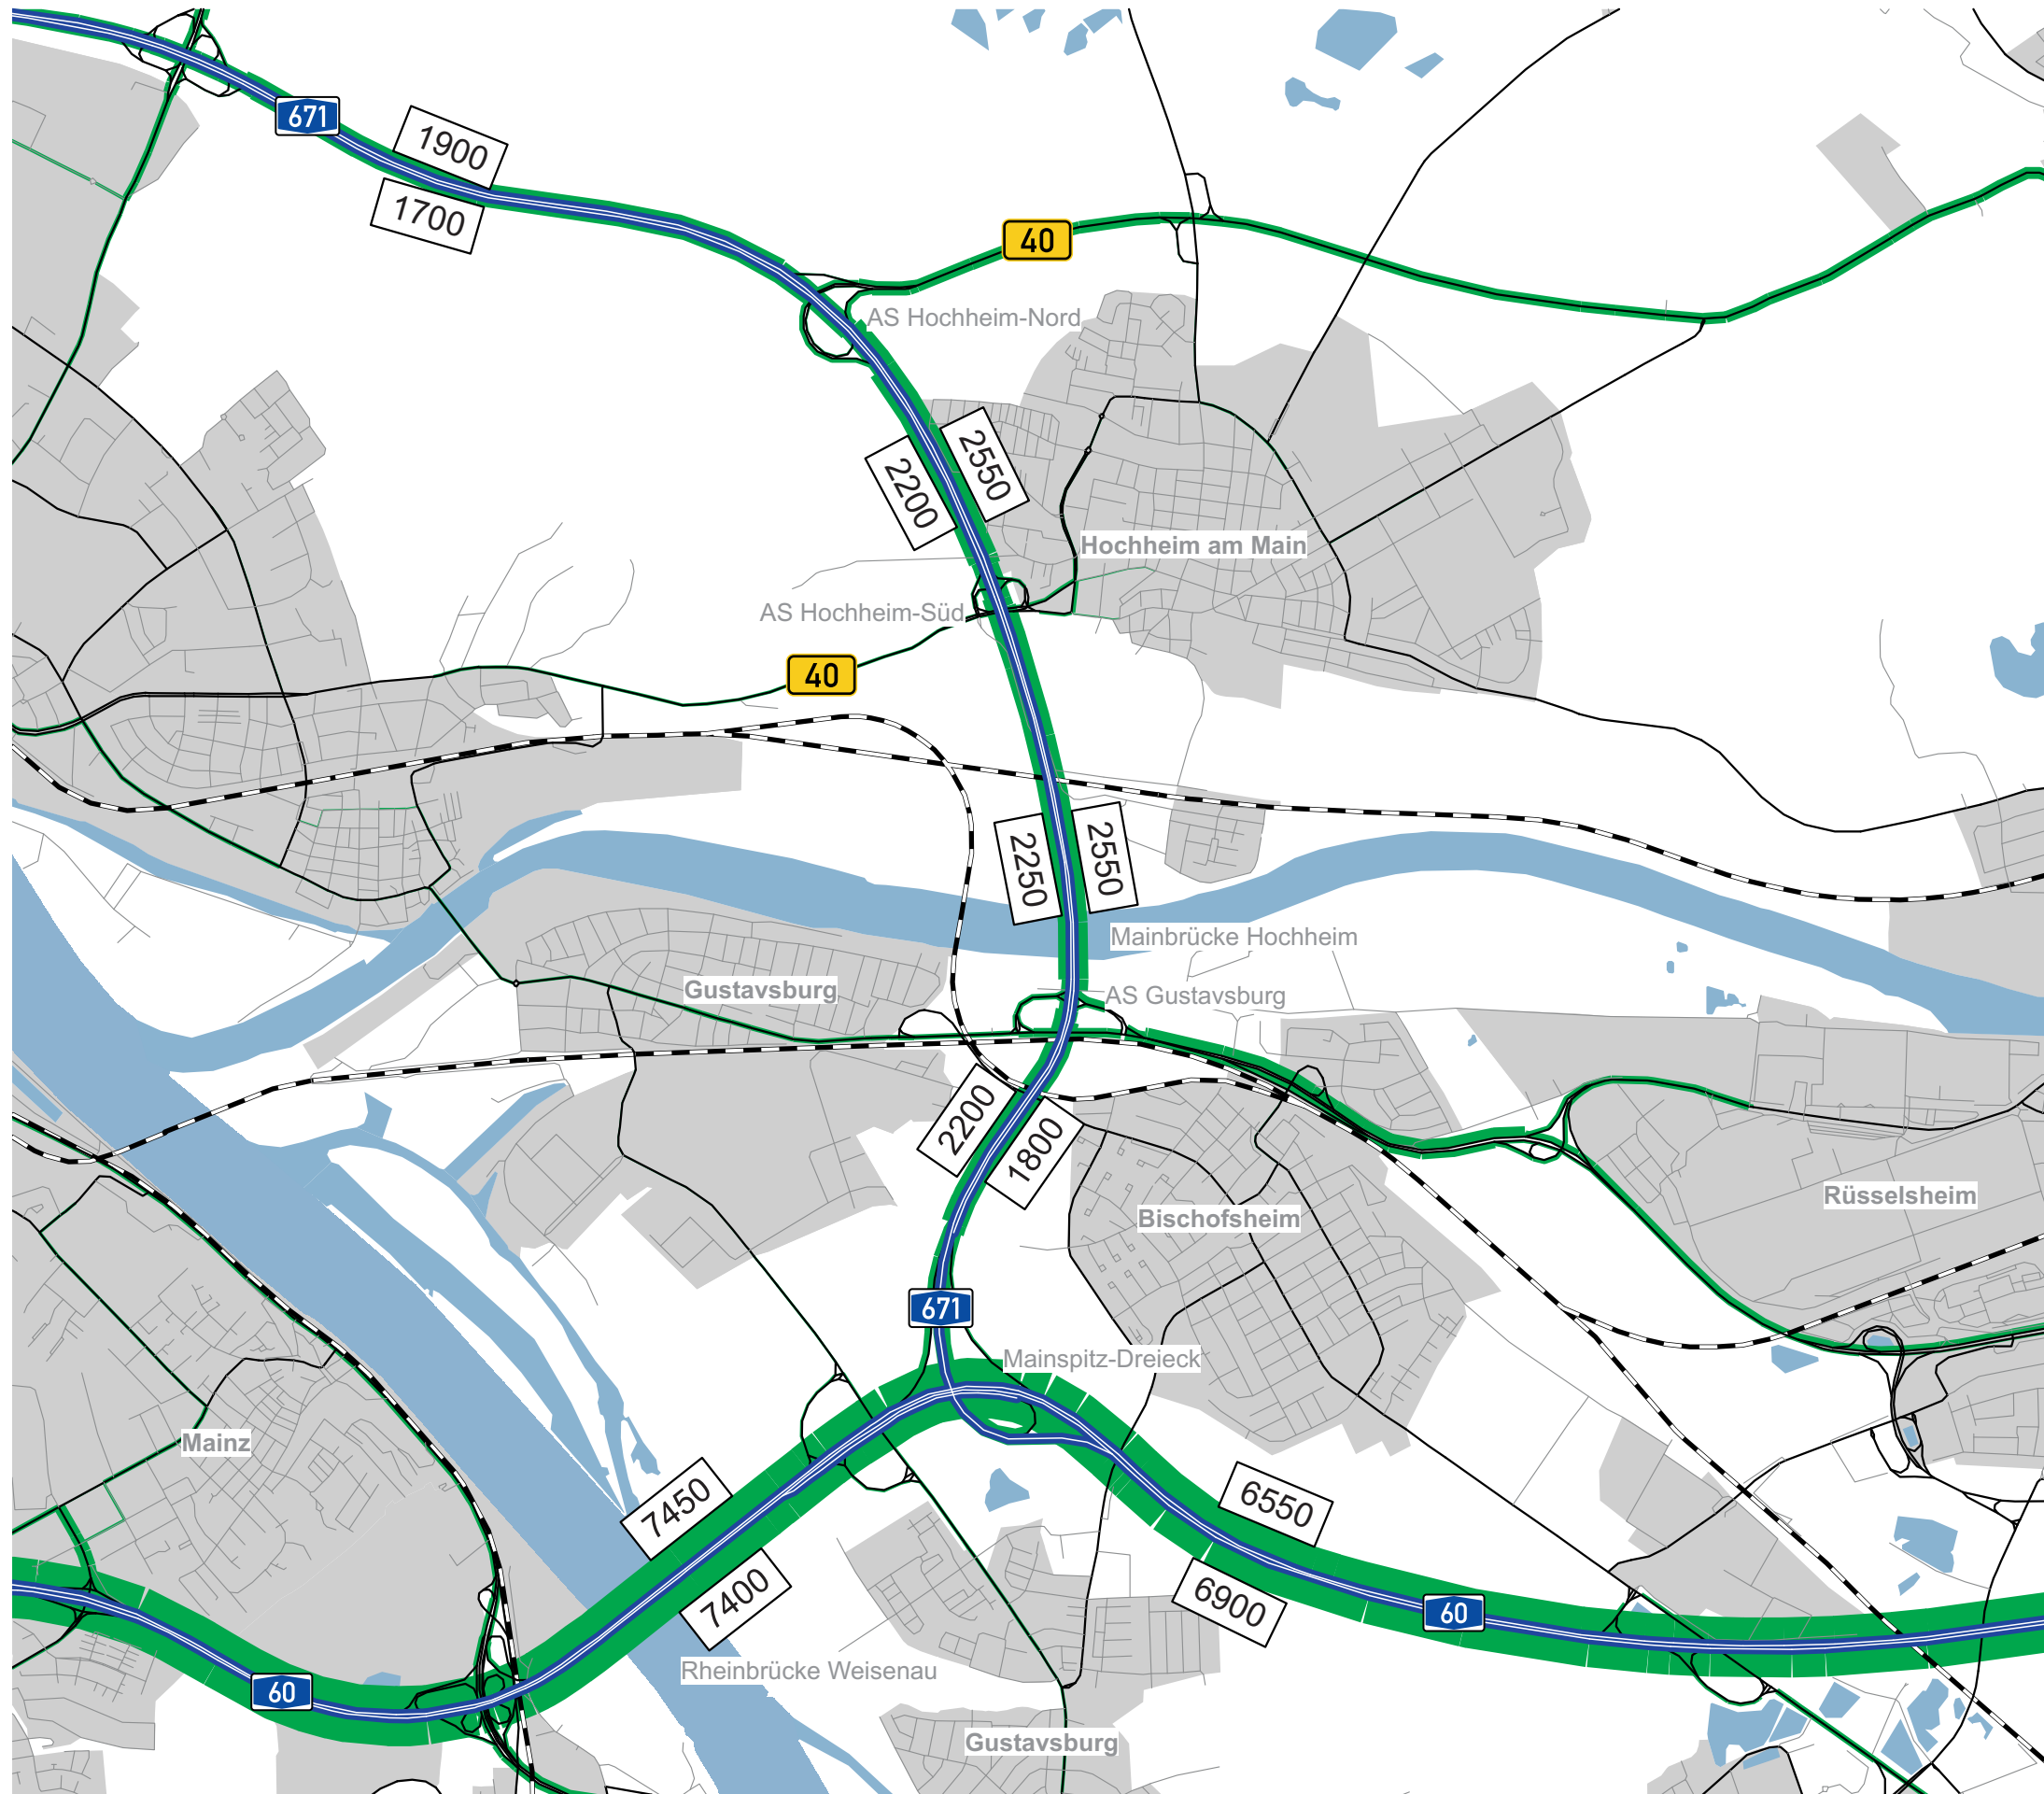 671
1900
1700
40
AS Hochheim-Nord
2550
2200
Hochheim am Main
AS Hochheim-Süd
40
2550
2250
Mainbrücke Hochheim
Gustavsburg
AS Gustavsburg
2200
1800
Rüsselsheim
Bischofsheim
671
Mainspitz-Dreieck
Mainz
7450
6550
7400
6900
60
Rheinbrücke Weisenau
60
Gustavsburg